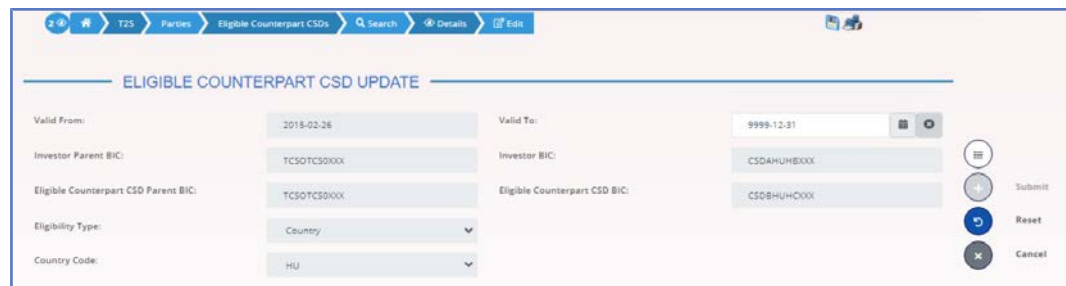 2 T2S Parties Eligible Counterpart CSDs Search Details Edit
ELIGIBLE COUNTERPART CSD UPDATE
Valid From: 2015-02-26 Valid To: 9999-12-31
Investor Parent BIC: TCSOTCS0XXX Investor BIC: CSDAHUHBXXX
Eligible Counterpart CSD Parent BIC: TCSOTCS0XXX Eligible Counterpart CSD BIC: CSDBHUHCXXX
Submit
Eligibility Type: Country Reset
Country Code: HU Cancel